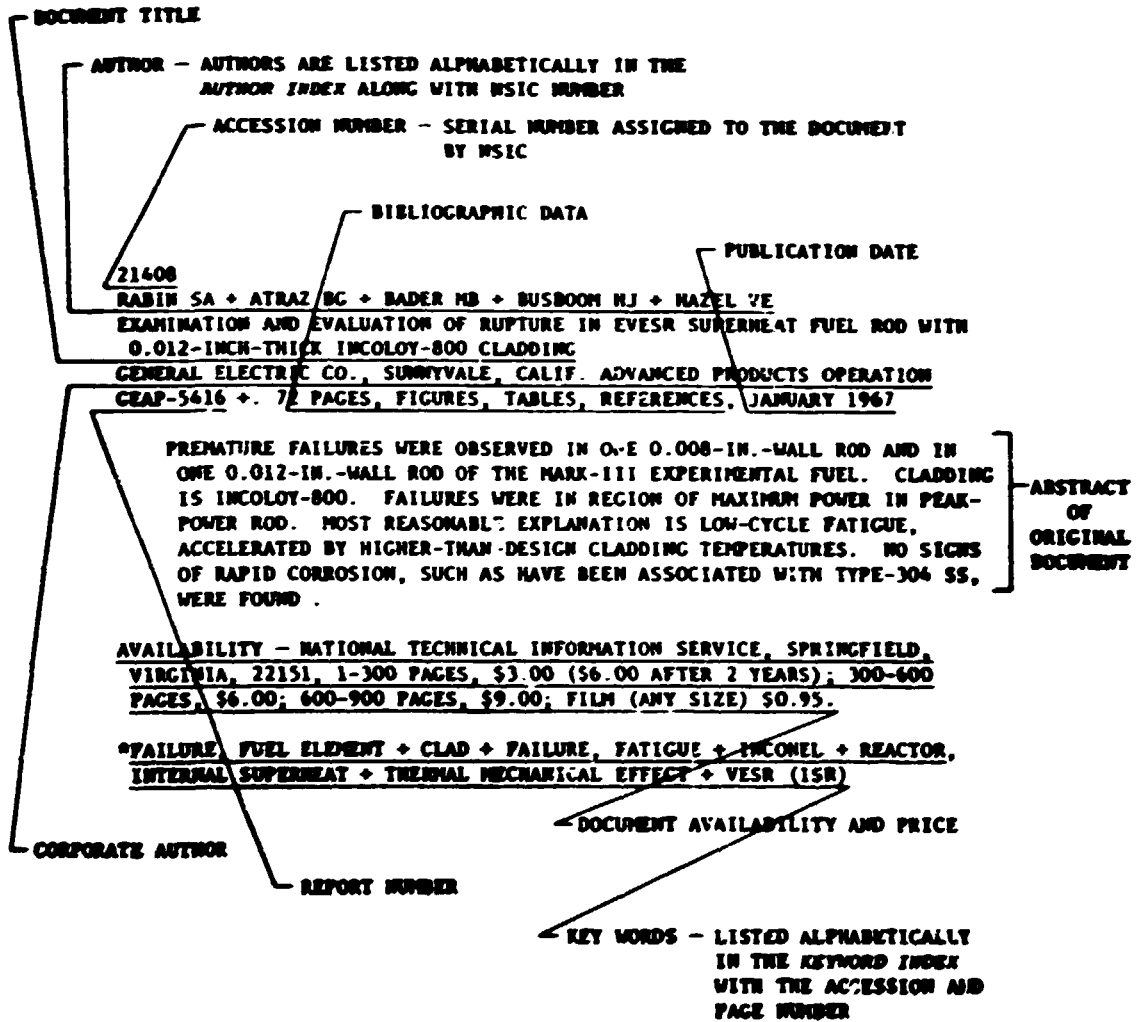 DOCUMENT TITLE
AUTHOR — AUTHORS ARE LISTED ALPHABETICALLY IN THE
AUTHOR INDEX ALONG WITH NSIC NUMBER
ACCESSION NUMBER — SERIAL NUMBER ASSIGNED TO THE DOCUMENT
BY NSIC
BIBLIOGRAPHIC DATA
PUBLICATION DATE
21408
RABIN SA + ATRAZ BG + BADER MB + BUSBOOM HJ + HAZEL VE
EXAMINATION AND EVALUATION OF RUPTURE IN EVESR SUPERHEAT FUEL ROD WITH
0.012-INCH-THICK INCOLOY-800 CLADDING
GENERAL ELECTRIC CO., SUNNYVALE, CALIF. ADVANCED PRODUCTS OPERATION
GEAP-5416 +. 72 PAGES, FIGURES, TABLES, REFERENCES, JANUARY 1967
PREMATURE FAILURES WERE OBSERVED IN ONE 0.008-IN.-WALL ROD AND IN
ONE 0.012-IN.-WALL ROD OF THE MARK-III EXPERIMENTAL FUEL. CLADDING
IS INCOLOY-800. FAILURES WERE IN REGION OF MAXIMUM POWER IN PEAK-
POWER ROD. MOST REASONABLE EXPLANATION IS LOW-CYCLE FATIGUE,
ACCELERATED BY HIGHER-THAN-DESIGN CLADDING TEMPERATURES. NO SIGNS
OF RAPID CORROSION, SUCH AS HAVE BEEN ASSOCIATED WITH TYPE-304 SS,
WERE FOUND.
ABSTRACT
OF
ORIGINAL
DOCUMENT
AVAILABILITY — NATIONAL TECHNICAL INFORMATION SERVICE, SPRINGFIELD,
VIRGINIA, 22151, 1-300 PAGES, $3.00 ($6.00 AFTER 2 YEARS); 300-600
PAGES, $6.00; 600-900 PAGES, $9.00; FILM (ANY SIZE) $0.95.
*FAILURE, FUEL ELEMENT + CLAD + FAILURE, FATIGUE + INCONEL + REACTOR,
INTERNAL SUPERHEAT + THERMAL MECHANICAL EFFECT + VESR (ISR)
DOCUMENT AVAILABILITY AND PRICE
CORPORATE AUTHOR
REPORT NUMBER
KEY WORDS — LISTED ALPHABETICALLY
IN THE KEYWORD INDEX
WITH THE ACCESSION AND
PAGE NUMBER